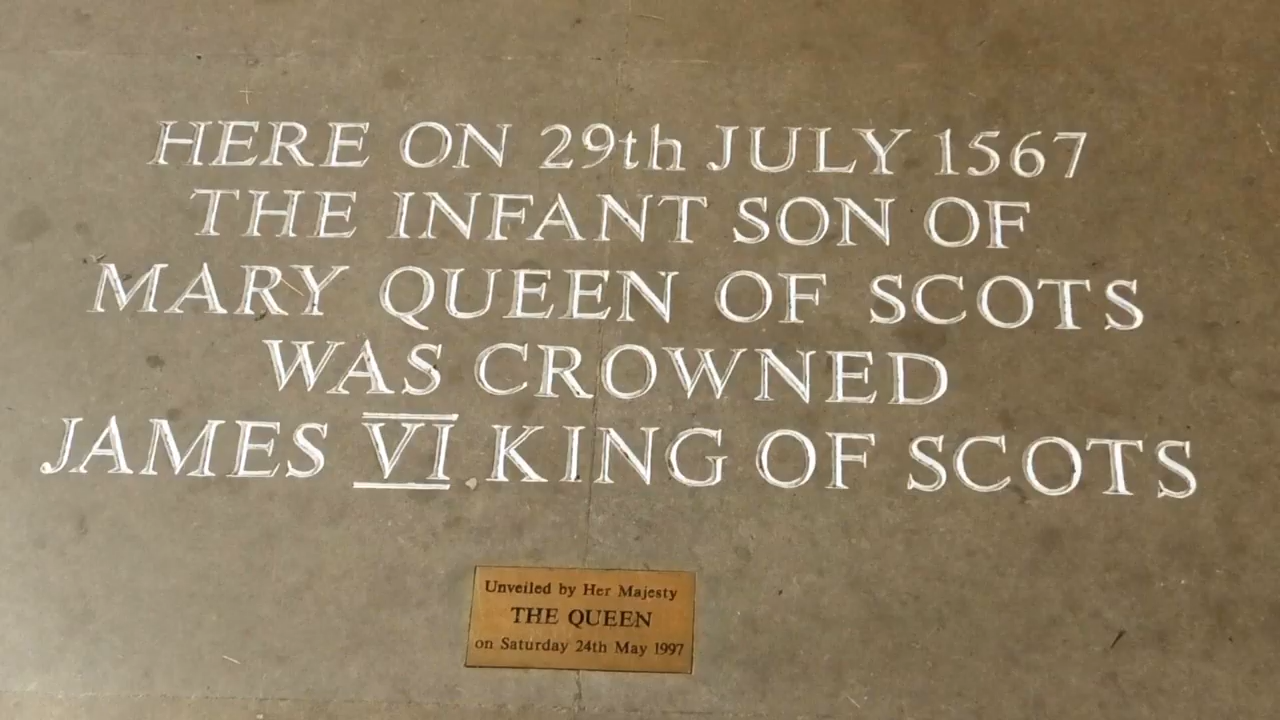 HERE ON 29th JULY 1567
THE INFANT SON OF
MARY QUEEN OF SCOTS
WAS CROWNED
JAMES VI KING OF SCOTS
Unveiled by Her Majesty
THE QUEEN
on Saturday 24th May 1997